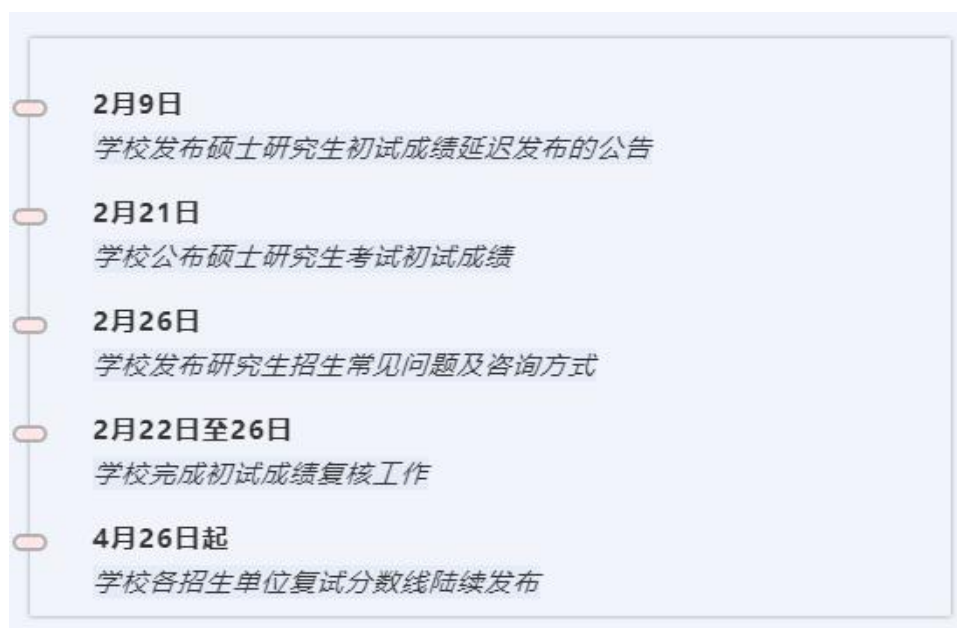 2月9日
学校发布硕士研究生初试成绩延迟发布的公告
2月21日
学校公布硕士研究生考试初试成绩
2月26日
学校发布研究生招生常见问题及咨询方式
2月22日至26日
学校完成初试成绩复核工作
4月26日起
学校各招生单位复试分数线陆续发布